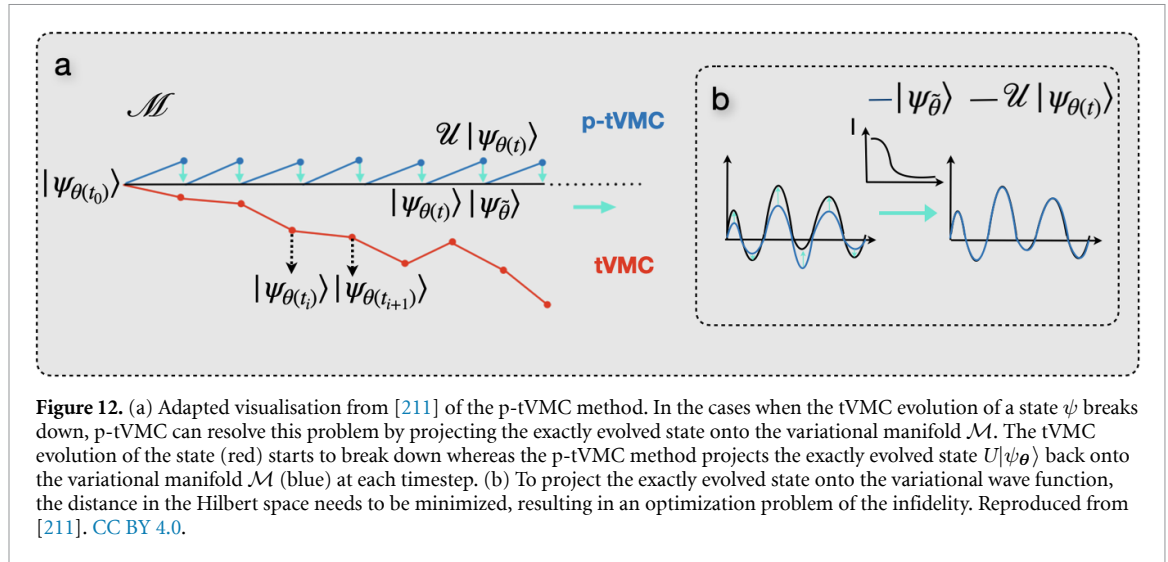 a
ℳ
𝒰 |ψθ(t)⟩
p-tVMC
|ψθ(t0)⟩
|ψθ(t)⟩ |ψθ̃⟩
tVMC
|ψθ(ti)⟩ |ψθ(ti+1)⟩
b
|ψθ̃⟩ 𝒰 |ψθ(t)⟩
I
Figure 12. (a) Adapted visualisation from [211] of the p-tVMC method. In the cases when the tVMC evolution of a state ψ breaks
down, p-tVMC can resolve this problem by projecting the exactly evolved state onto the variational manifold ℳ. The tVMC
evolution of the state (red) starts to break down whereas the p-tVMC method projects the exactly evolved state U|ψθ⟩ back onto
the variational manifold ℳ (blue) at each timestep. (b) To project the exactly evolved state onto the variational wave function,
the distance in the Hilbert space needs to be minimized, resulting in an optimization problem of the infidelity. Reproduced from
[211]. CC BY 4.0.